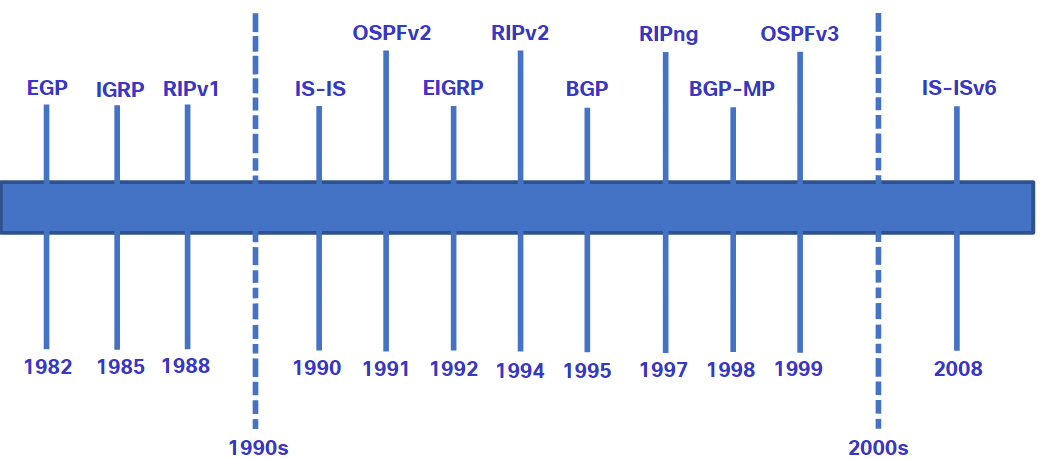 OSPFv2 RIPv2 RIPng OSPFv3
EGP IGRP RIPv1 IS-IS EIGRP BGP BGP-MP IS-ISv6
1982 1985 1988 1990 1991 1992 1994 1995 1997 1998 1999 2008
1990s 2000s